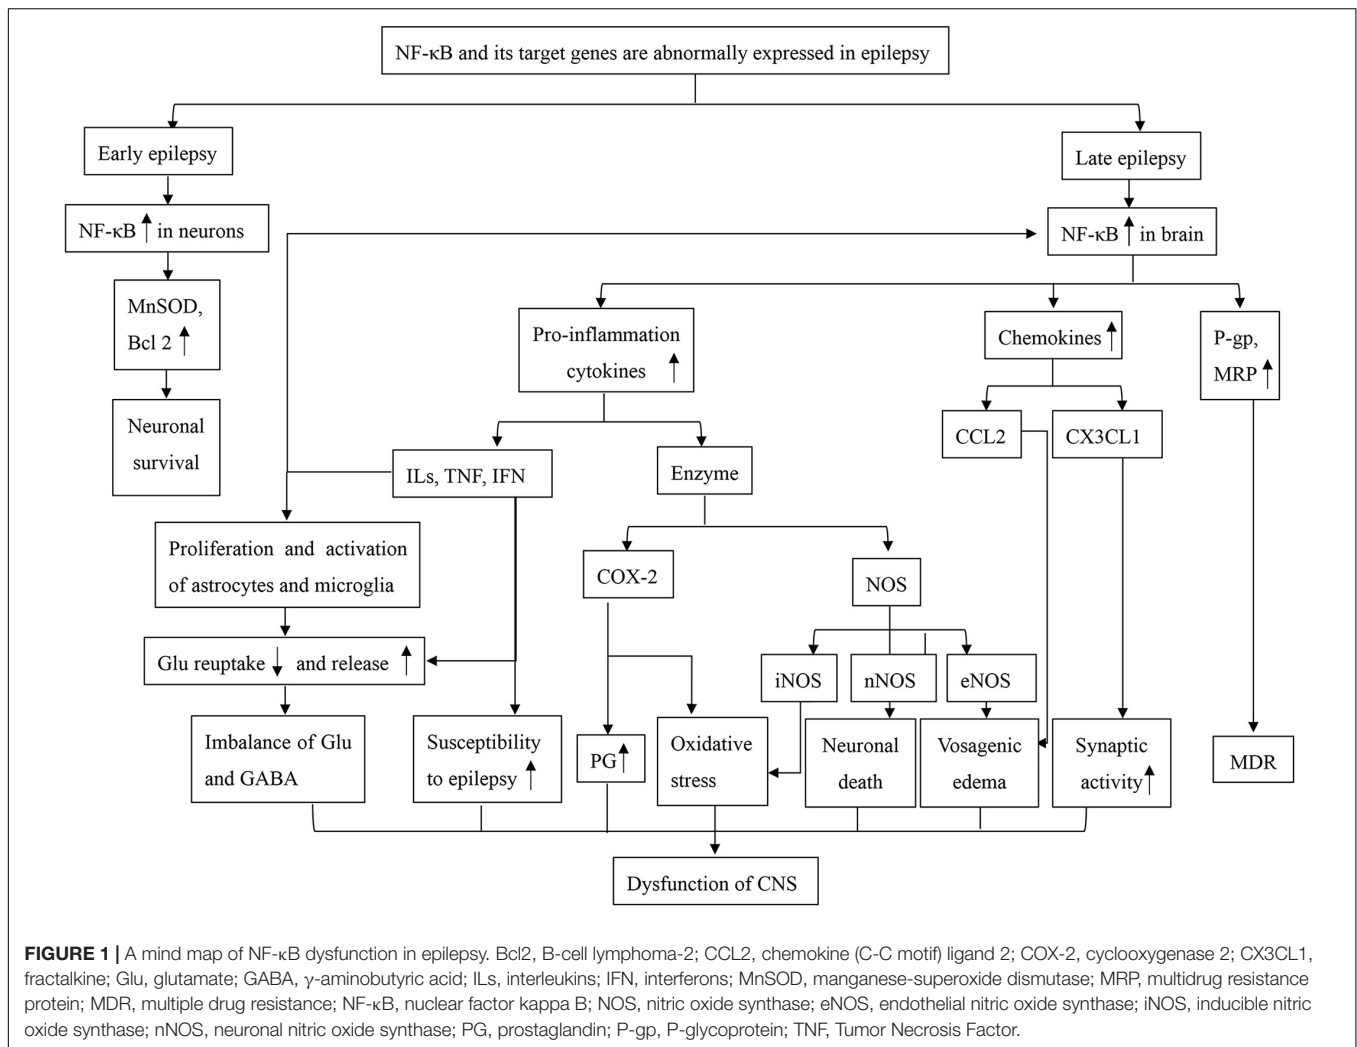 NF-κB and its target genes are abnormally expressed in epilepsy
Early epilepsy
Late epilepsy
NF-κB ↑ in neurons
NF-κB ↑ in brain
MnSOD,
Bcl 2 ↑
Pro-inflammation
cytokines ↑
Chemokines ↑
P-gp,
MRP ↑
Neuronal
survival
CCL2
CX3CL1
ILs, TNF, IFN
Enzyme
Proliferation and activation
of astrocytes and microglia
COX-2
NOS
Glu reuptake ↓ and release ↑
iNOS
nNOS
eNOS
Imbalance of Glu
and GABA
Susceptibility
to epilepsy ↑
PG ↑
Oxidative
stress
Neuronal
death
Vosagenic
edema
Synaptic
activity ↑
MDR
Dysfunction of CNS
FIGURE 1 | A mind map of NF-κB dysfunction in epilepsy. Bcl2, B-cell lymphoma-2; CCL2, chemokine (C-C motif) ligand 2; COX-2, cyclooxygenase 2; CX3CL1,
fractalkine; Glu, glutamate; GABA, γ-aminobutyric acid; ILs, interleukins; IFN, interferons; MnSOD, manganese-superoxide dismutase; MRP, multidrug resistance
protein; MDR, multiple drug resistance; NF-κB, nuclear factor kappa B; NOS, nitric oxide synthase; eNOS, endothelial nitric oxide synthase; iNOS, inducible nitric
oxide synthase; nNOS, neuronal nitric oxide synthase; PG, prostaglandin; P-gp, P-glycoprotein; TNF, Tumor Necrosis Factor.